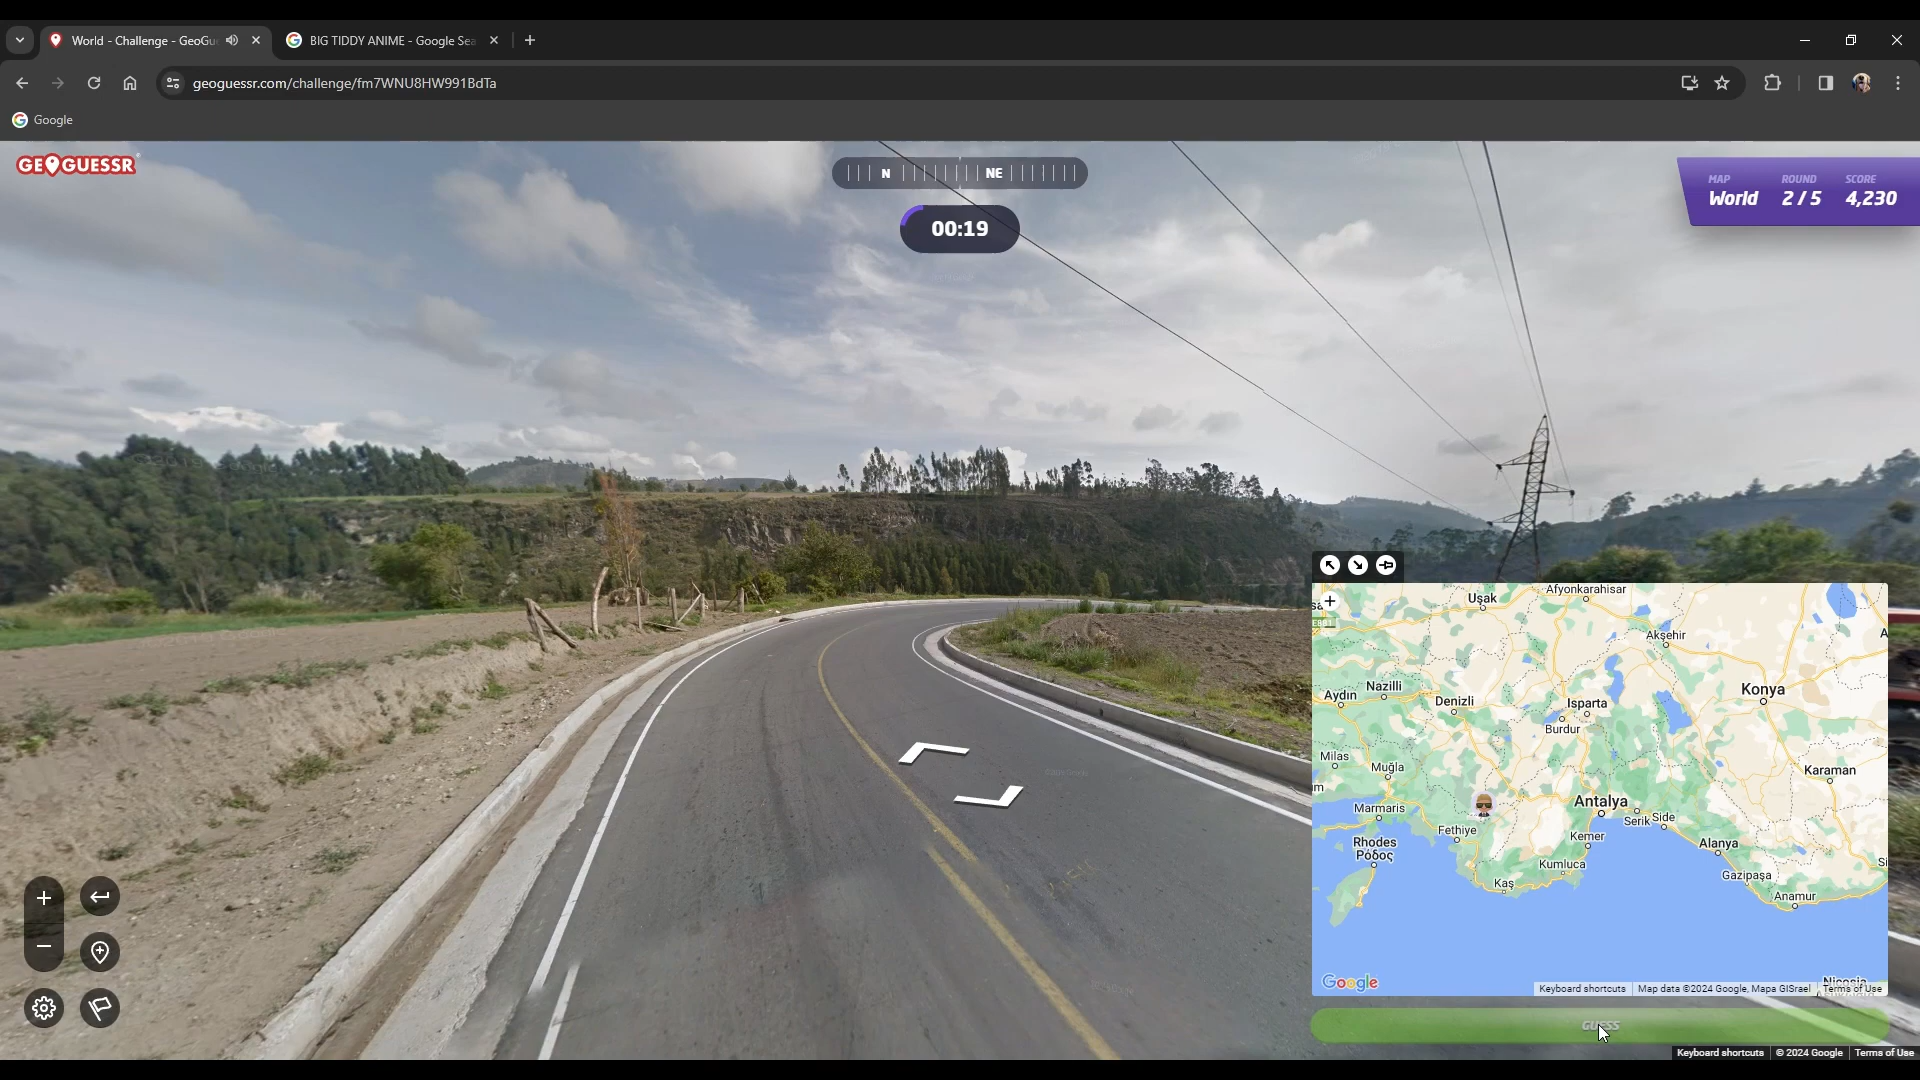 World - Challenge - GeoGu
BIG TIDDY ANIME - Google Sea
geoguessr.com/challenge/fm7WNU8HW991BdTa
Google
GEOGUESSR
N NE
00:19
MAP ROUND SCORE
World 2 / 5 4,230
Uşak
Afyonkarahisar
Akşehir
Nazilli
Aydın
Denizli
Isparta
Konya
Burdur
Milas
Muğla
Karaman
Marmaris
Antalya
Serik
Side
Fethiye
Kemer
Rhodes
Ρόδος
Alanya
Kumluca
Gazipaşa
Kaş
Anamur
Google
Nicosia
Keyboard shortcuts
Map data ©2024 Google, Mapa GISrael
Terms of Use
GUESS
Keyboard shortcuts
© 2024 Google
Terms of Use